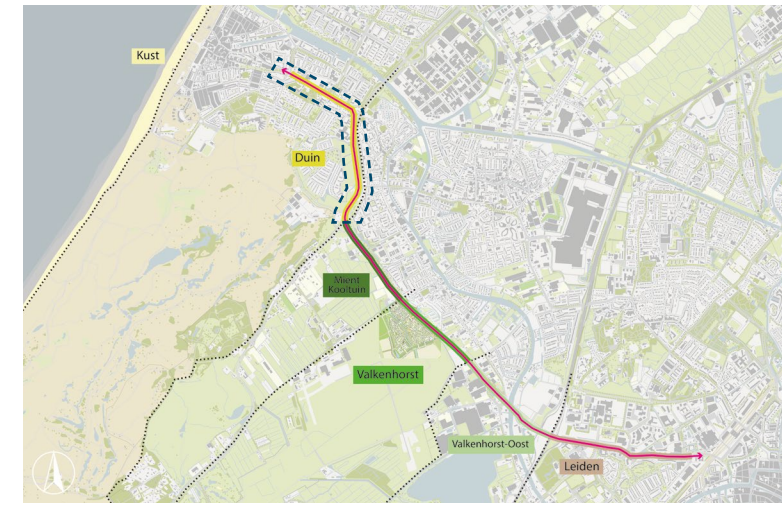 Kust
Duin
Mient
Kooltuin
Valkenhorst
Valkenhorst-Oost
Leiden